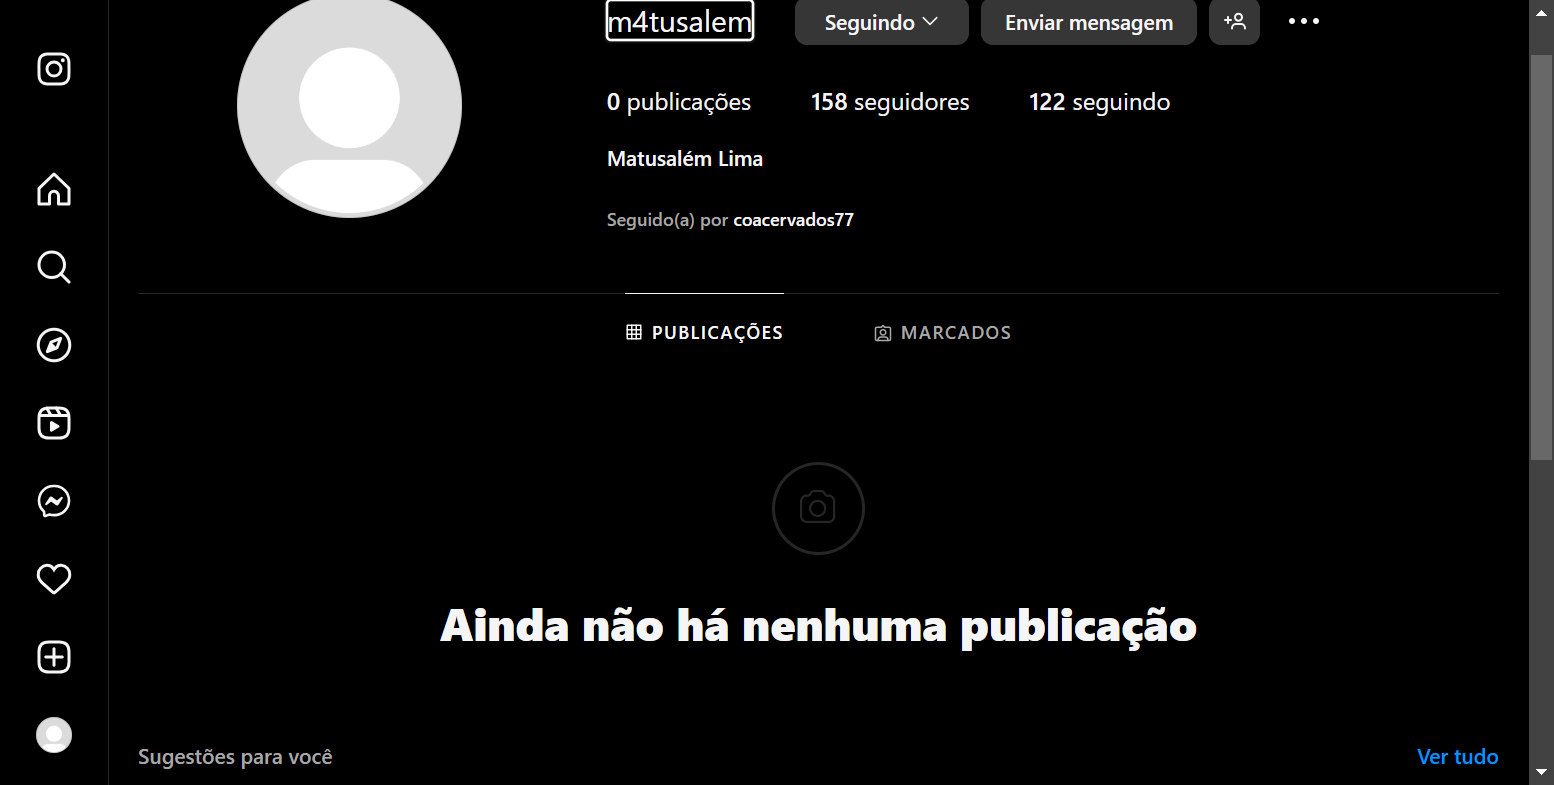 m4tusalem Seguindo Enviar mensagem
0 publicações 158 seguidores 122 seguindo
Matusalém Lima
Seguido(a) por coacervados77
PUBLICAÇÕES MARCADOS
Ainda não há nenhuma publicação
Sugestões para você Ver tudo